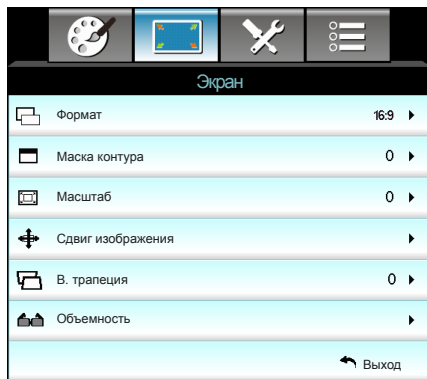 Экран
Формат 16:9
Маска контура 0
Масштаб 0
Сдвиг изображения
В. трапеция 0
Объемность
Выход